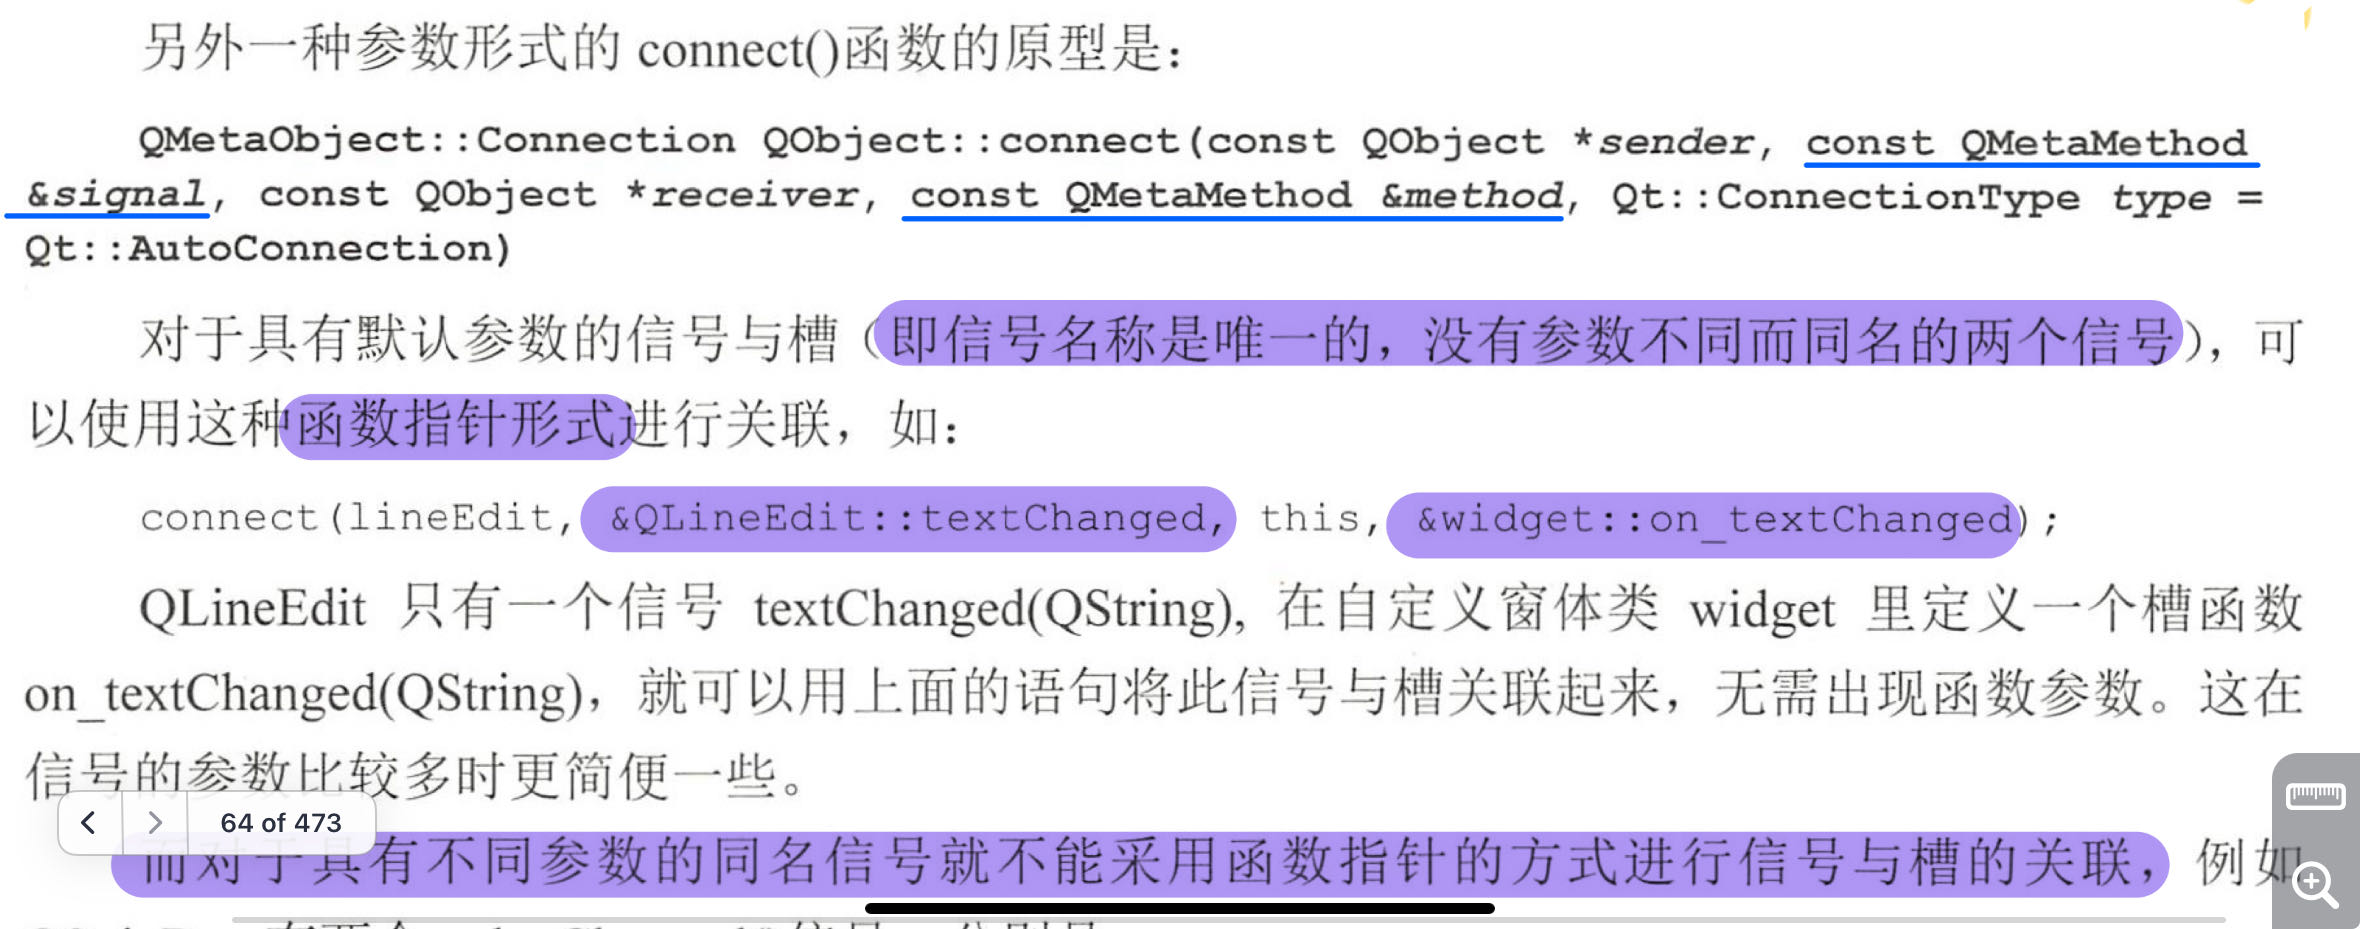 另外一种参数形式的 connect()函数的原型是：
QMetaObject::Connection QObject::connect(const QObject *sender, const QMetaMethod
&signal, const QObject *receiver, const QMetaMethod &method, Qt::ConnectionType type =
Qt::AutoConnection)
对于具有默认参数的信号与槽（即信号名称是唯一的，没有参数不同而同名的两个信号），可
以使用这种函数指针形式进行关联，如：
connect(lineEdit, &QLineEdit::textChanged, this, &widget::on_textChanged);
QLineEdit 只有一个信号 textChanged(QString), 在自定义窗体类 widget 里定义一个槽函数
on_textChanged(QString)，就可以用上面的语句将此信号与槽关联起来，无需出现函数参数。这在
信号的参数比较多时更简便一些。
64 of 473
而对于具有不同参数的同名信号就不能采用函数指针的方式进行信号与槽的关联，例如